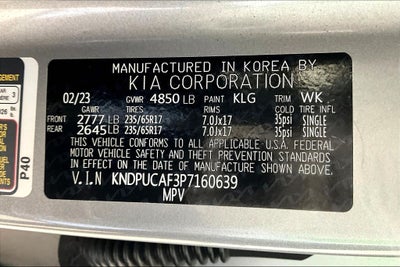 MANUFACTURED IN KOREA BY
KIA CORPORATION
02/23 GVWR 4850 LB PAINT KLG TRIM WK
GAWR TIRES RIMS COLD TIRE INFL
FRONT 2777 LB 235/65R17 7.0Jx17 35psi SINGLE
REAR 2645 LB 235/65R17 7.0Jx17 35psi SINGLE
THIS VEHICLE CONFORMS TO ALL APPLICABLE U.S.A. FEDERAL
MOTOR VEHICLE SAFETY AND THEFT PREVENTION STANDARDS
IN EFFECT ON THE DATE OF MANUFACTURE SHOWN ABOVE.
V.I.N KNDPUCAF3P7160639
MPV
P40